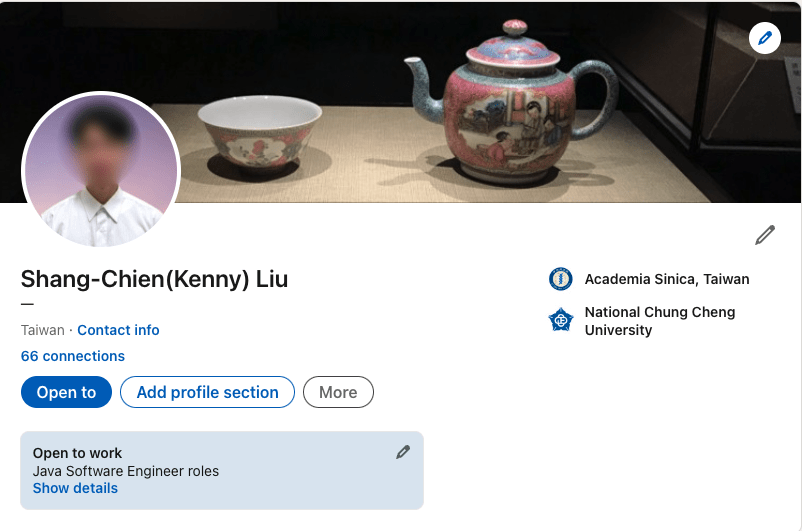 Shang-Chien(Kenny) Liu
—
Taiwan · Contact info
66 connections
Open to
Add profile section
More
Academia Sinica, Taiwan
National Chung Cheng
University
Open to work
Java Software Engineer roles
Show details